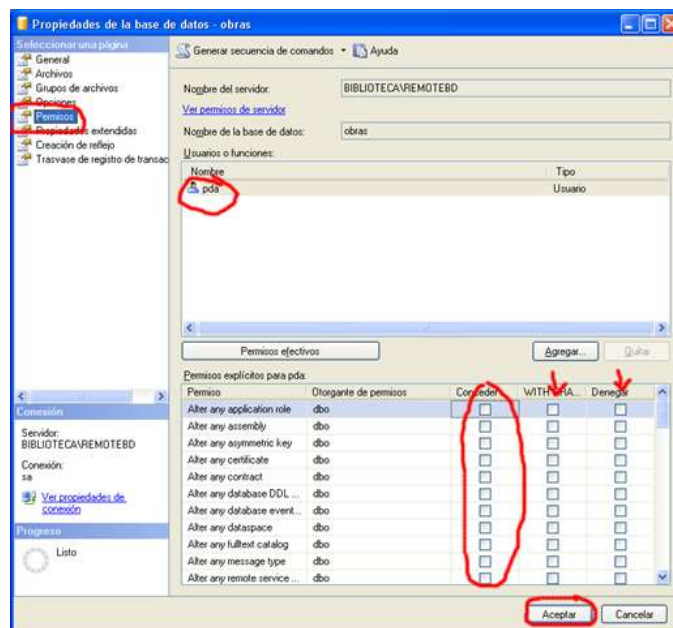 Propiedades de la base de datos - obras
Seleccionar una página
General
Archivos
Grupos de archivos
Opciones
Permisos
Propiedades extendidas
Creación de reflejo
Trasvase de registro de transac
Generar secuencia de comandos
Ayuda
Nombre del servidor:
BIBLIOTECA\REMOTEBD
Ver permisos de servidor
Nombre de la base de datos:
obras
Usuarios o funciones:
Nombre Tipo
pda Usuario
Permisos efectivos
Agregar...
Quitar
Permisos explícitos para pda:
Permiso Otorgante de permisos Conceder WITH GRA... Denegar
Alter any application role dbo
Alter any assembly dbo
Alter any asymmetric key dbo
Alter any certificate dbo
Alter any contract dbo
Alter any database DDL ... dbo
Alter any database event... dbo
Alter any dataspace dbo
Alter any fulltext catalog dbo
Alter any message type dbo
Alter any remote service ... dbo
Conexión
Servidor:
BIBLIOTECA\REMOTEBD
Conexión:
sa
Ver propiedades de
conexión
Progreso
Listo
Aceptar
Cancelar